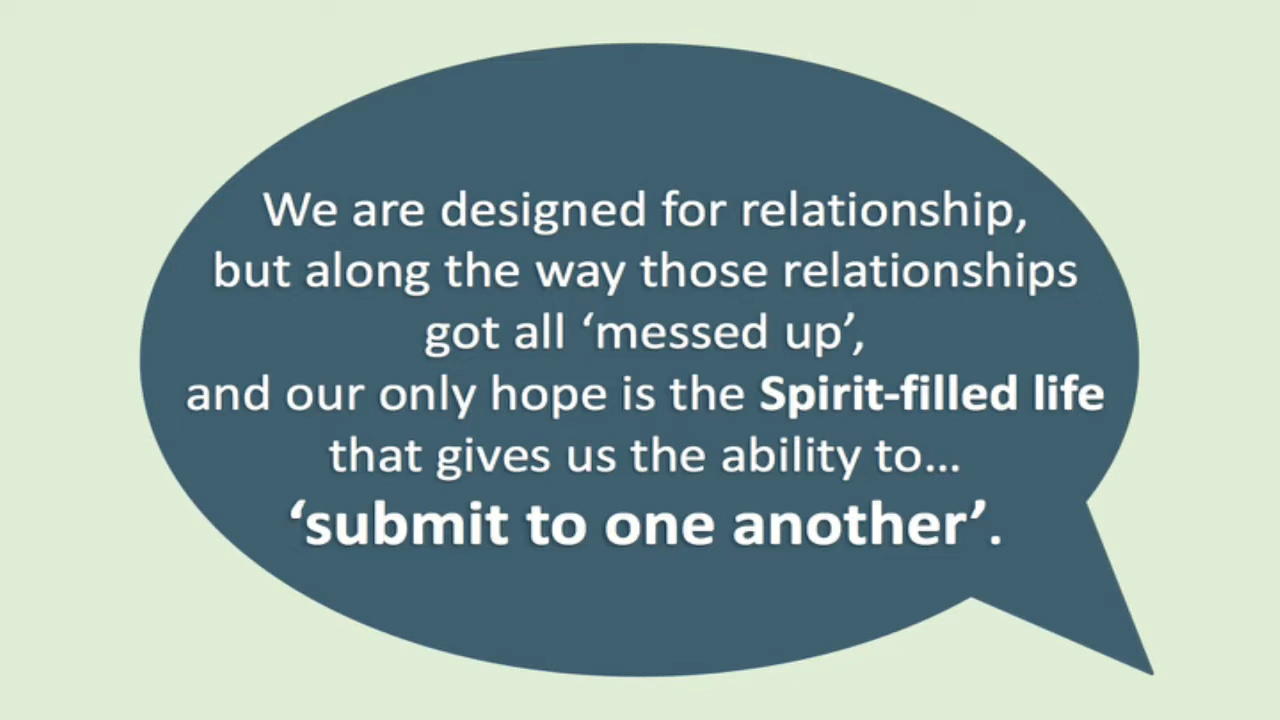 We are designed for relationship,
but along the way those relationships
got all ‘messed up’,
and our only hope is the Spirit-filled life
that gives us the ability to…
‘submit to one another’.